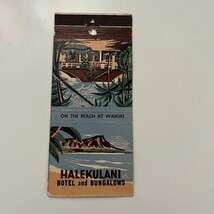 ON THE BEACH AT WAIKIKI
HALEKULANI
HOTEL and BUNGALOWS